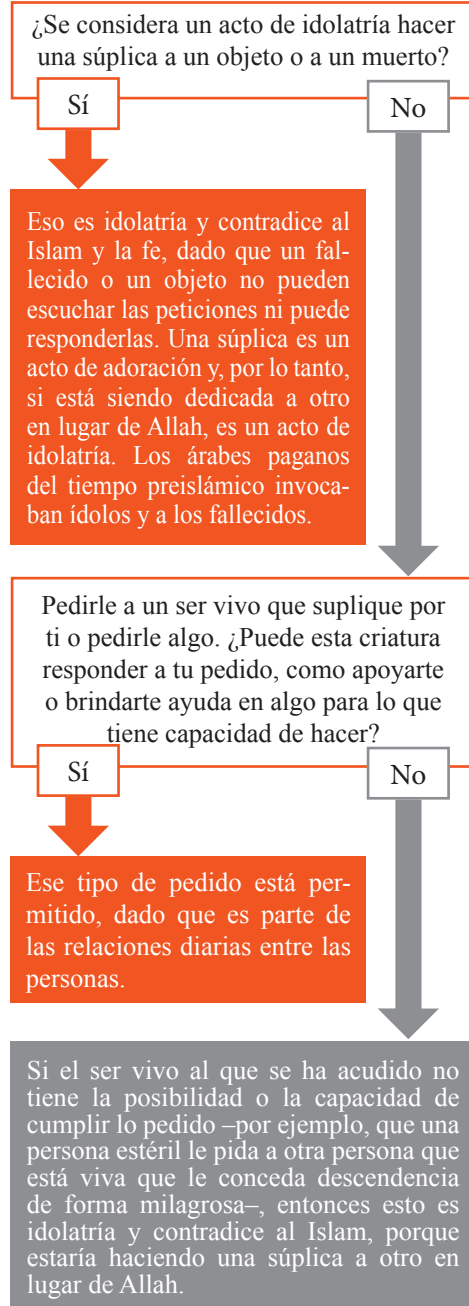 ¿Se considera un acto de idolatría hacer
una súplica a un objeto o a un muerto?
Sí
No
Eso es idolatría y contradice al
Islam y la fe, dado que un fal-
lecido o un objeto no pueden
escuchar las peticiones ni puede
responderlas. Una súplica es un
acto de adoración y, por lo tanto,
si está siendo dedicada a otro
en lugar de Allah, es un acto de
idolatría. Los árabes paganos
del tiempo preislámico invoca-
ban ídolos y a los fallecidos.
Pedirle a un ser vivo que suplique por
ti o pedirle algo. ¿Puede esta criatura
responder a tu pedido, como apoyarte
o brindarte ayuda en algo para lo que
tiene capacidad de hacer?
Sí
No
Ese tipo de pedido está per-
mitido, dado que es parte de
las relaciones diarias entre las
personas.
Si el ser vivo al que se ha acudido no
tiene la posibilidad o la capacidad de
cumplir lo pedido –por ejemplo, que una
persona estéril le pida a otra persona que
está viva que le conceda descendencia
de forma milagrosa–, entonces esto es
idolatría y contradice al Islam, porque
estaría haciendo una súplica a otro en
lugar de Allah.